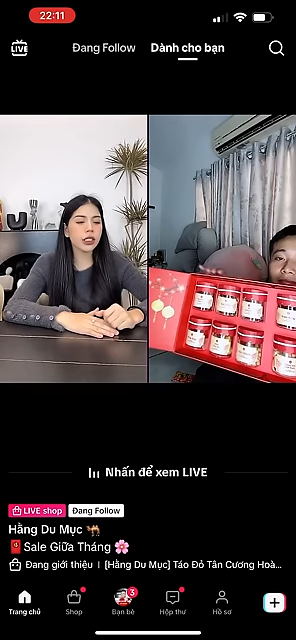 22:11
LIVE
Đang Follow
Dành cho bạn
Nhấn để xem LIVE
LIVE shop
Đang Follow
Hằng Du Mục 🐪
🧧Sale Giữa Tháng 🌸
Đang giới thiệu | [Hằng Du Mục] Táo Đỏ Tân Cương Hoà...
3
Trang chủ
Shop
Bạn bè
Hộp thư
Hồ sơ